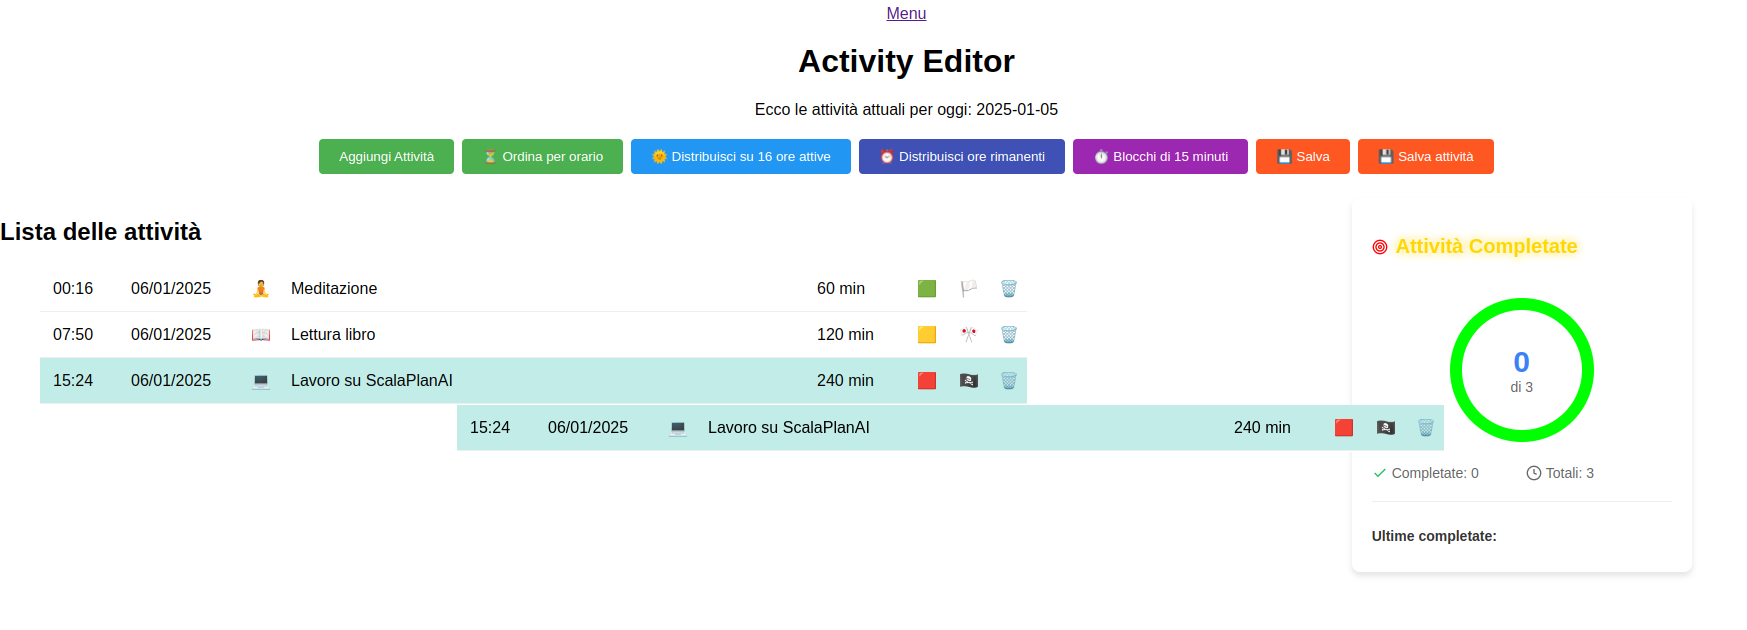 Menu
Activity Editor
Ecco le attività attuali per oggi: 2025-01-05
Aggiungi Attività ⏳ Ordina per orario 🌞 Distribuisci su 16 ore attive ⏰ Distribuisci ore rimanenti ⏱️ Blocchi di 15 minuti 💾 Salva 💾 Salva attività
Lista delle attività
00:16 06/01/2025 🧘 Meditazione 60 min 🟩 🏳️ 🗑️
07:50 06/01/2025 📖 Lettura libro 120 min 🟨 🎌 🗑️
15:24 06/01/2025 💻 Lavoro su ScalaPlanAI 240 min 🟥 🏴‍☠️ 🗑️
15:24 06/01/2025 💻 Lavoro su ScalaPlanAI 240 min 🟥 🏴‍☠️ 🗑️
🎯 Attività Completate
0
di 3
Completate: 0 Totali: 3
Ultime completate: